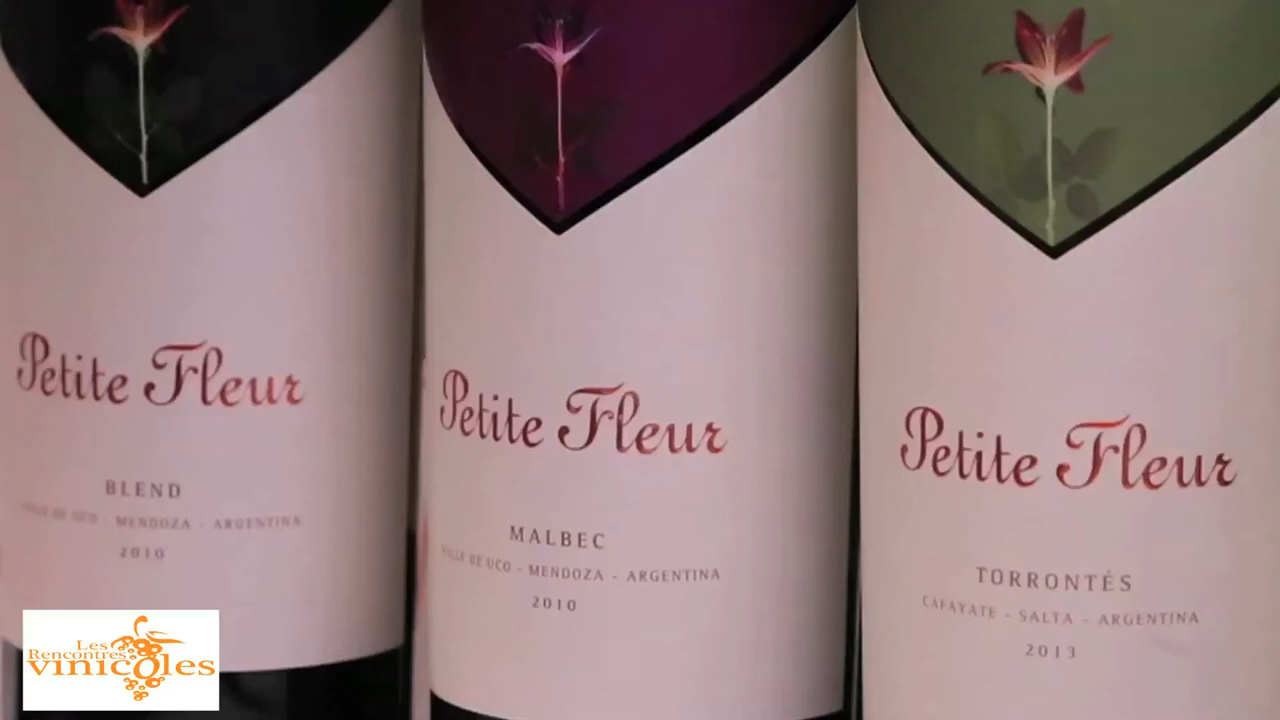 Petite Fleur
BLEND
VALLE DE UCO - MENDOZA - ARGENTINA
2010
Petite Fleur
MALBEC
VALLE DE UCO - MENDOZA - ARGENTINA
2010
Petite Fleur
TORRONTÉS
CAFAYATE - SALTA - ARGENTINA
2013
Les
Rencontres
vinicoles